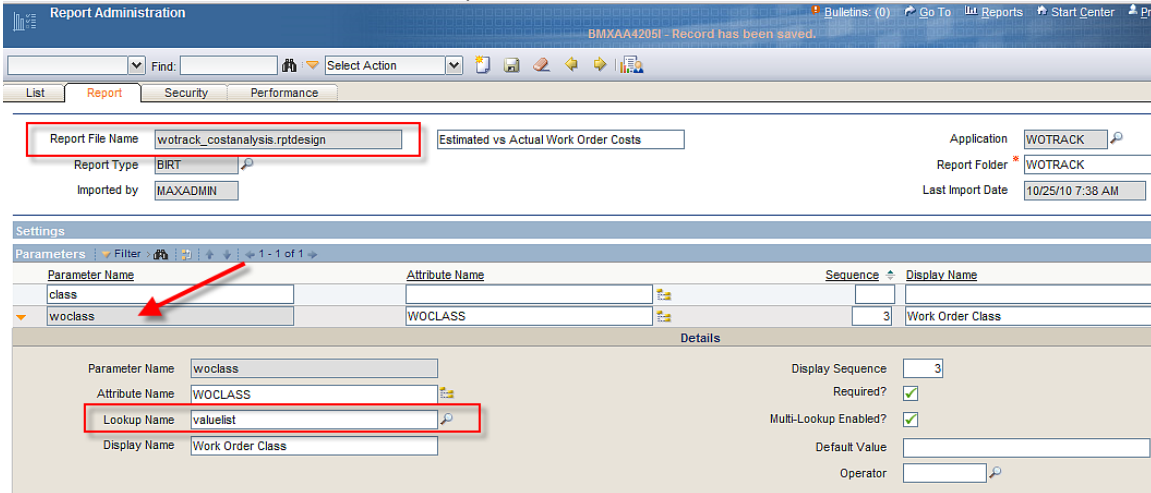 Report Administration
Bulletins: (0) Go To Reports Start Center
BMXAA4205I - Record has been saved.
Find: Select Action
List Report Security Performance
Report File Name wotrack_costanalysis.rptdesign Estimated vs Actual Work Order Costs Application WOTRACK
Report Type BIRT Report Folder * WOTRACK
Imported by MAXADMIN Last Import Date 10/25/10 7:38 AM
Settings
Parameters Filter 1 - 1 of 1
Parameter Name Attribute Name Sequence Display Name
class
woclass WOCLASS 3 Work Order Class
Details
Parameter Name woclass Display Sequence 3
Attribute Name WOCLASS Required?
Lookup Name valuelist Multi-Lookup Enabled?
Display Name Work Order Class Default Value
Operator